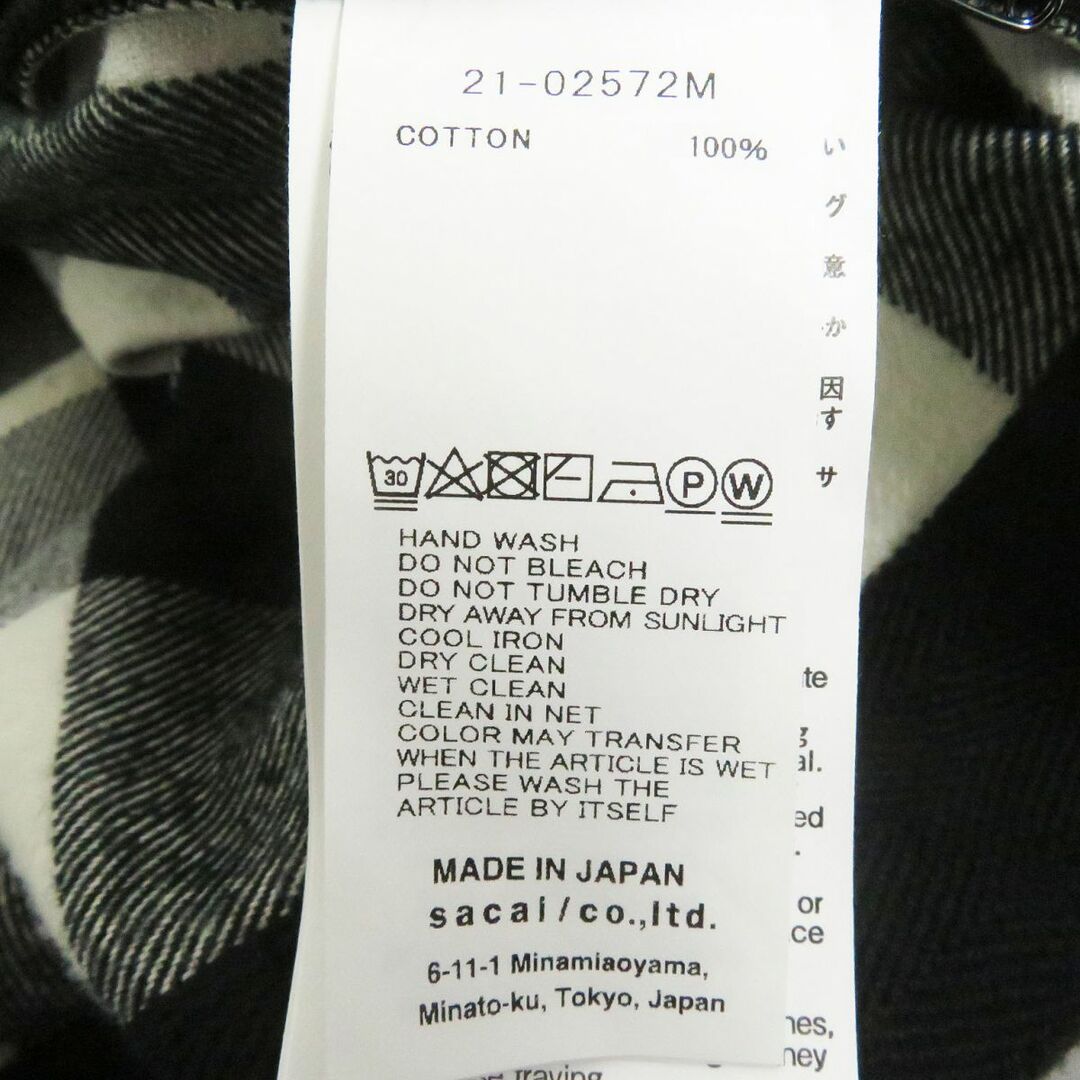 21-02572M
COTTON 100%
30
P
W
HAND WASH
DO NOT BLEACH
DO NOT TUMBLE DRY
DRY AWAY FROM SUNLIGHT
COOL IRON
DRY CLEAN
WET CLEAN
CLEAN IN NET
COLOR MAY TRANSFER
WHEN THE ARTICLE IS WET
PLEASE WASH THE
ARTICLE BY ITSELF
MADE IN JAPAN
sacai/co.,ltd.
6-11-1 Minamiaoyama,
Minato-ku, Tokyo, Japan
い
グ
意
か
因
す
サ
or